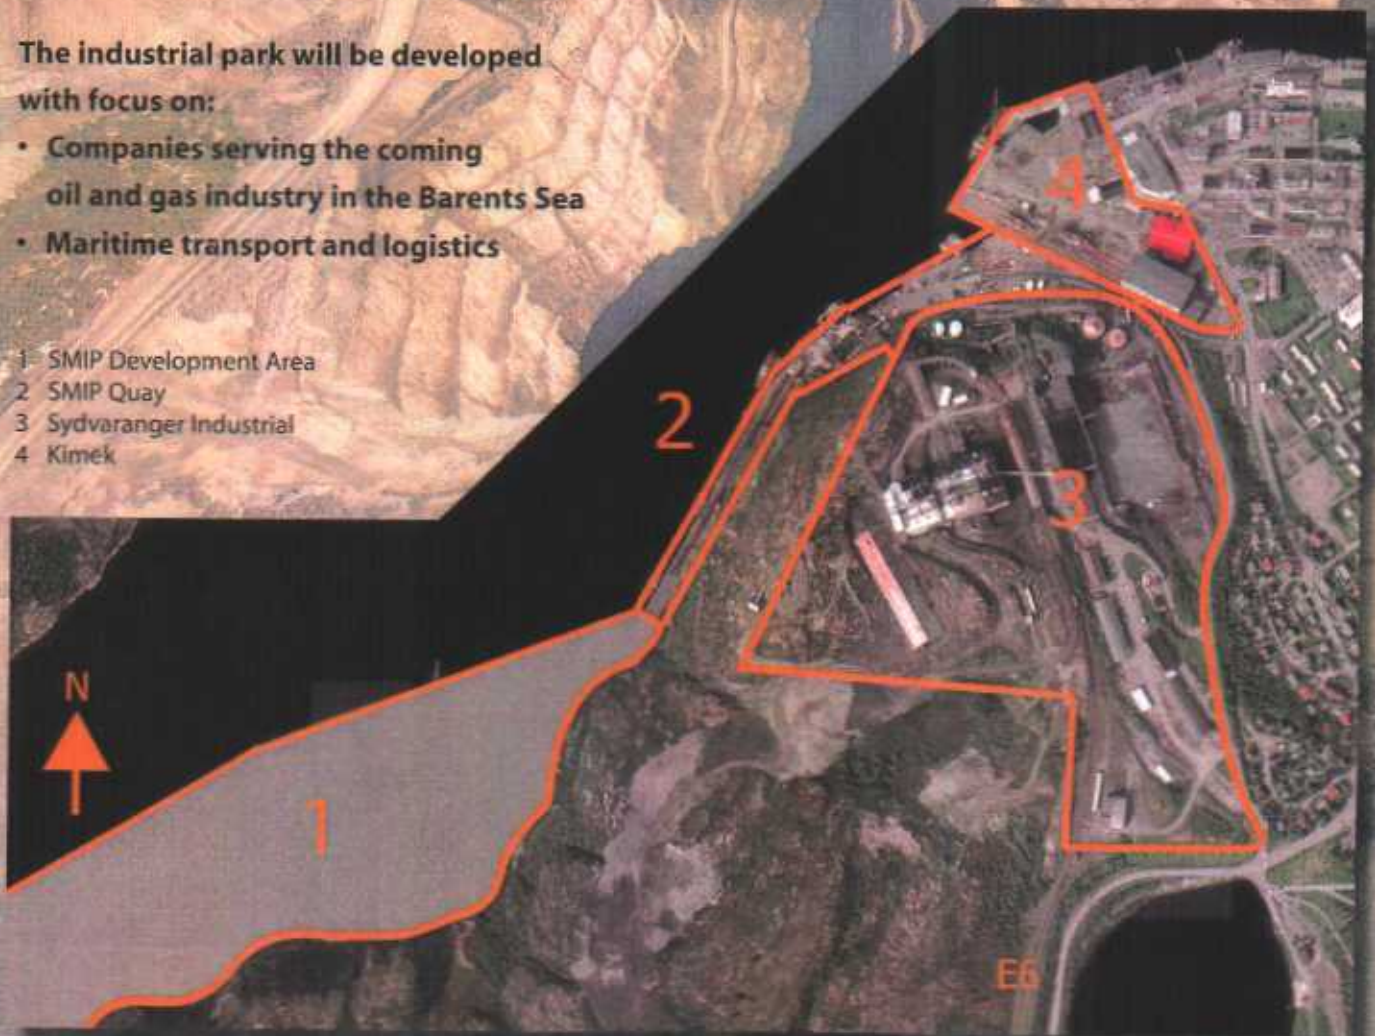 The industrial park will be developed
with focus on:
• Companies serving the coming
oil and gas industry in the Barents Sea
• Maritime transport and logistics
1 SMIP Development Area
2 SMIP Quay
3 Sydvaranger Industrial
4 Kimek
4
2
3
N
1
E6